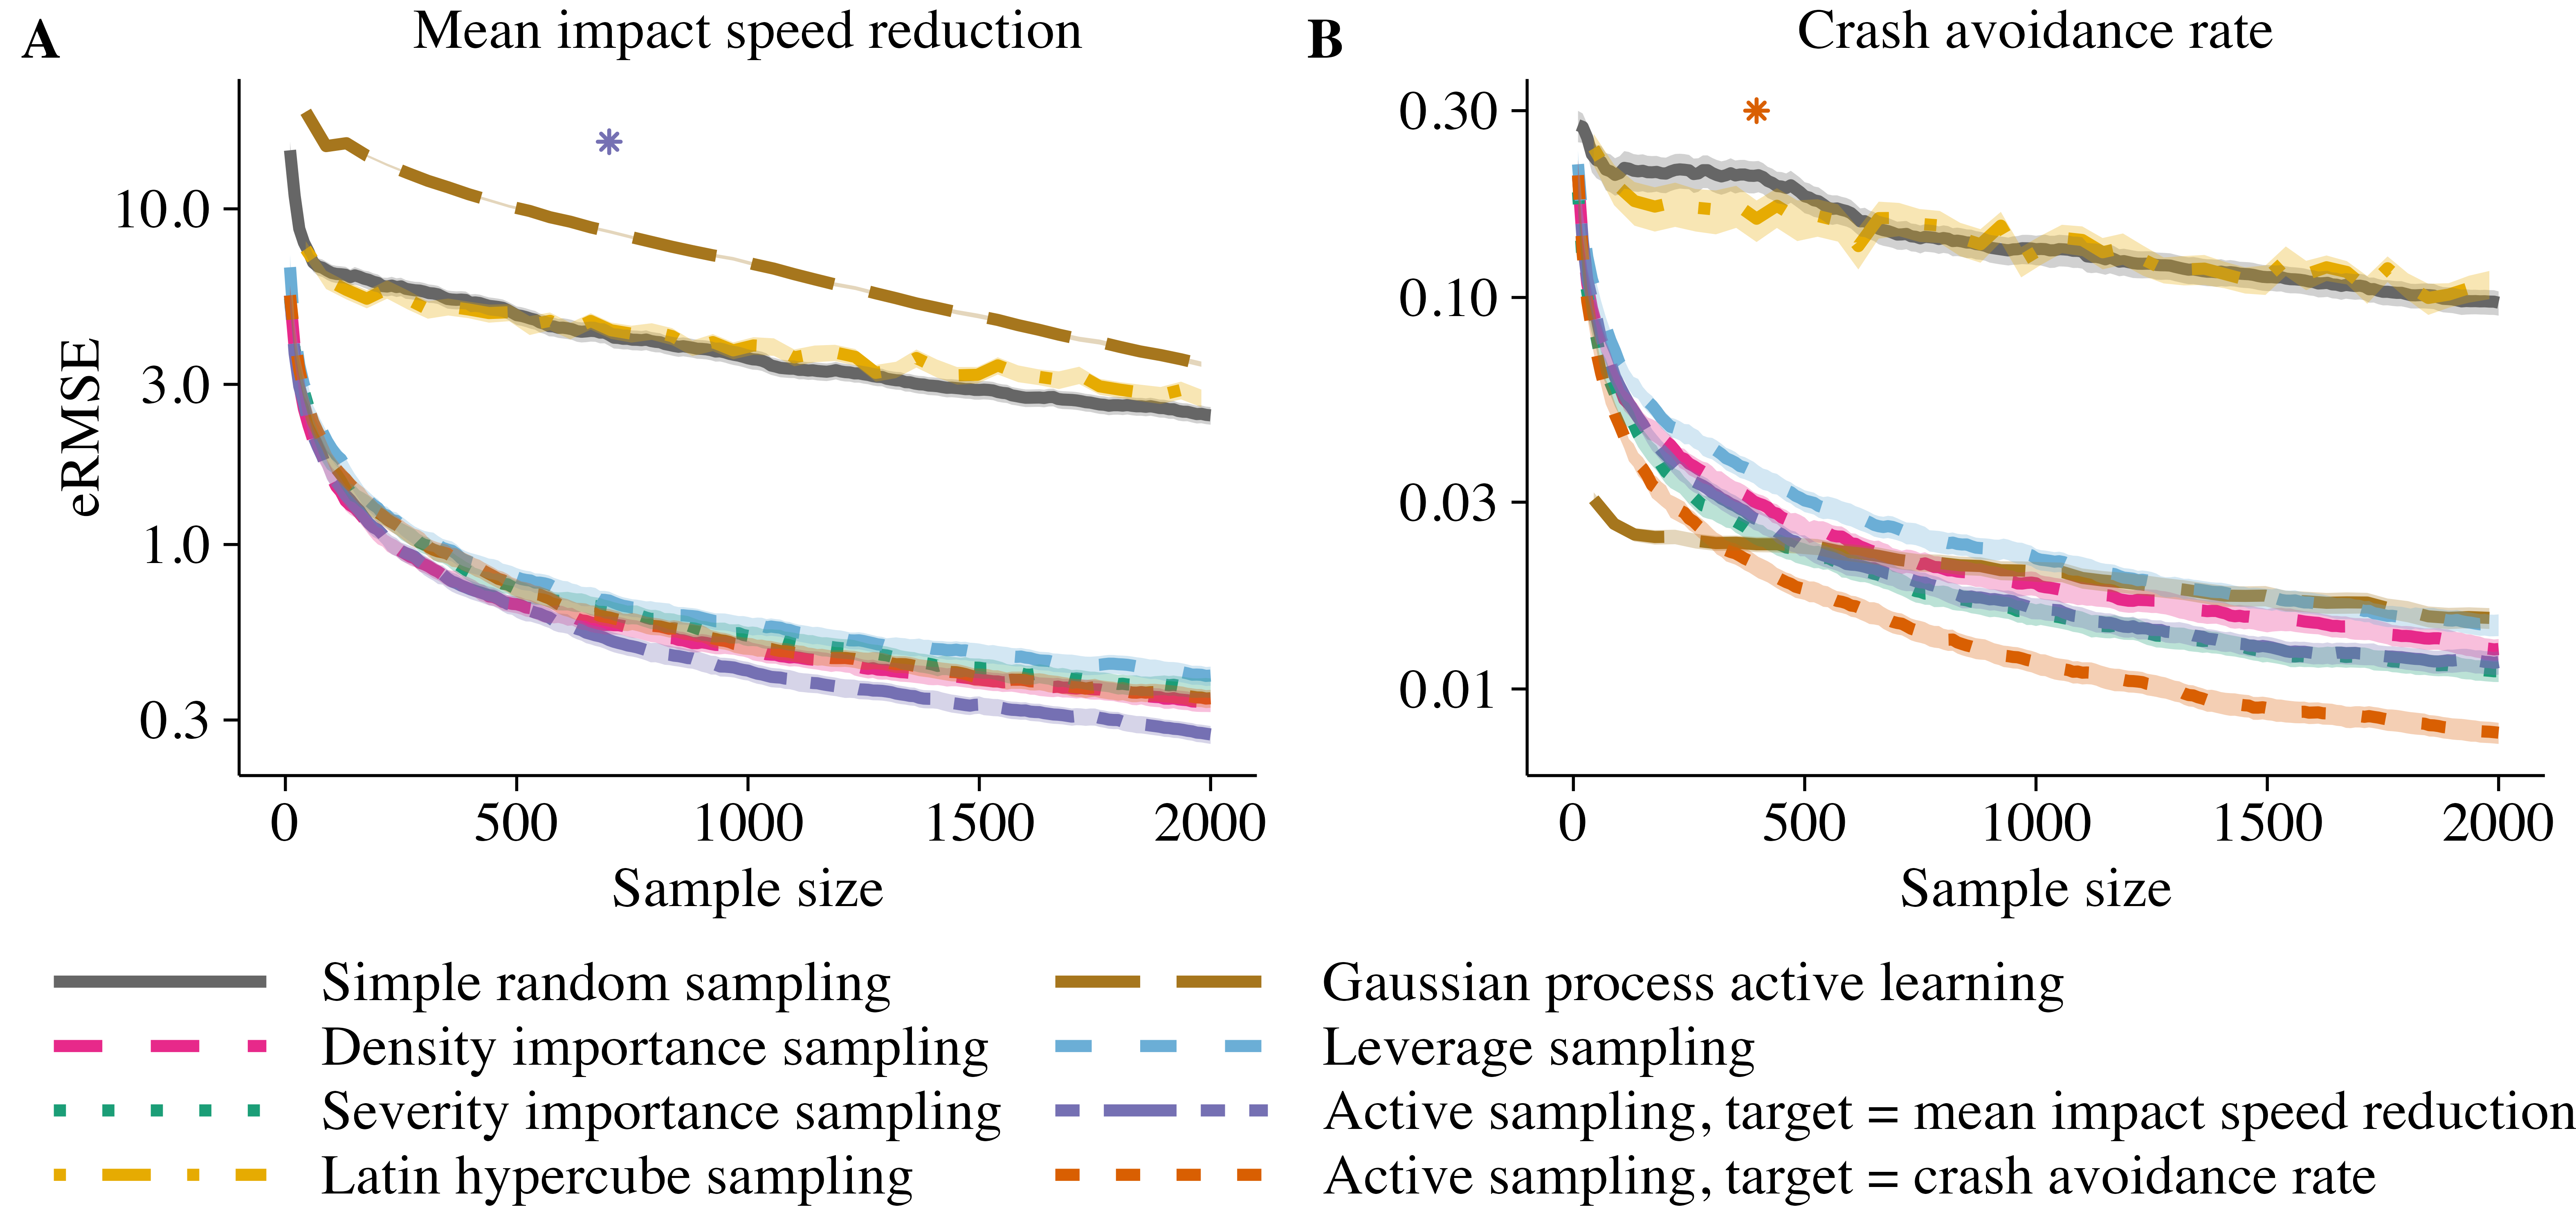 A
Mean impact speed reduction
10.0
3.0
1.0
0.3
eRMSE
0 500 1000 1500 2000
Sample size
B
Crash avoidance rate
0.30
0.10
0.03
0.01
0 500 1000 1500 2000
Sample size
Simple random sampling
Density importance sampling
Severity importance sampling
Latin hypercube sampling
Gaussian process active learning
Leverage sampling
Active sampling, target = mean impact speed reduction
Active sampling, target = crash avoidance rate